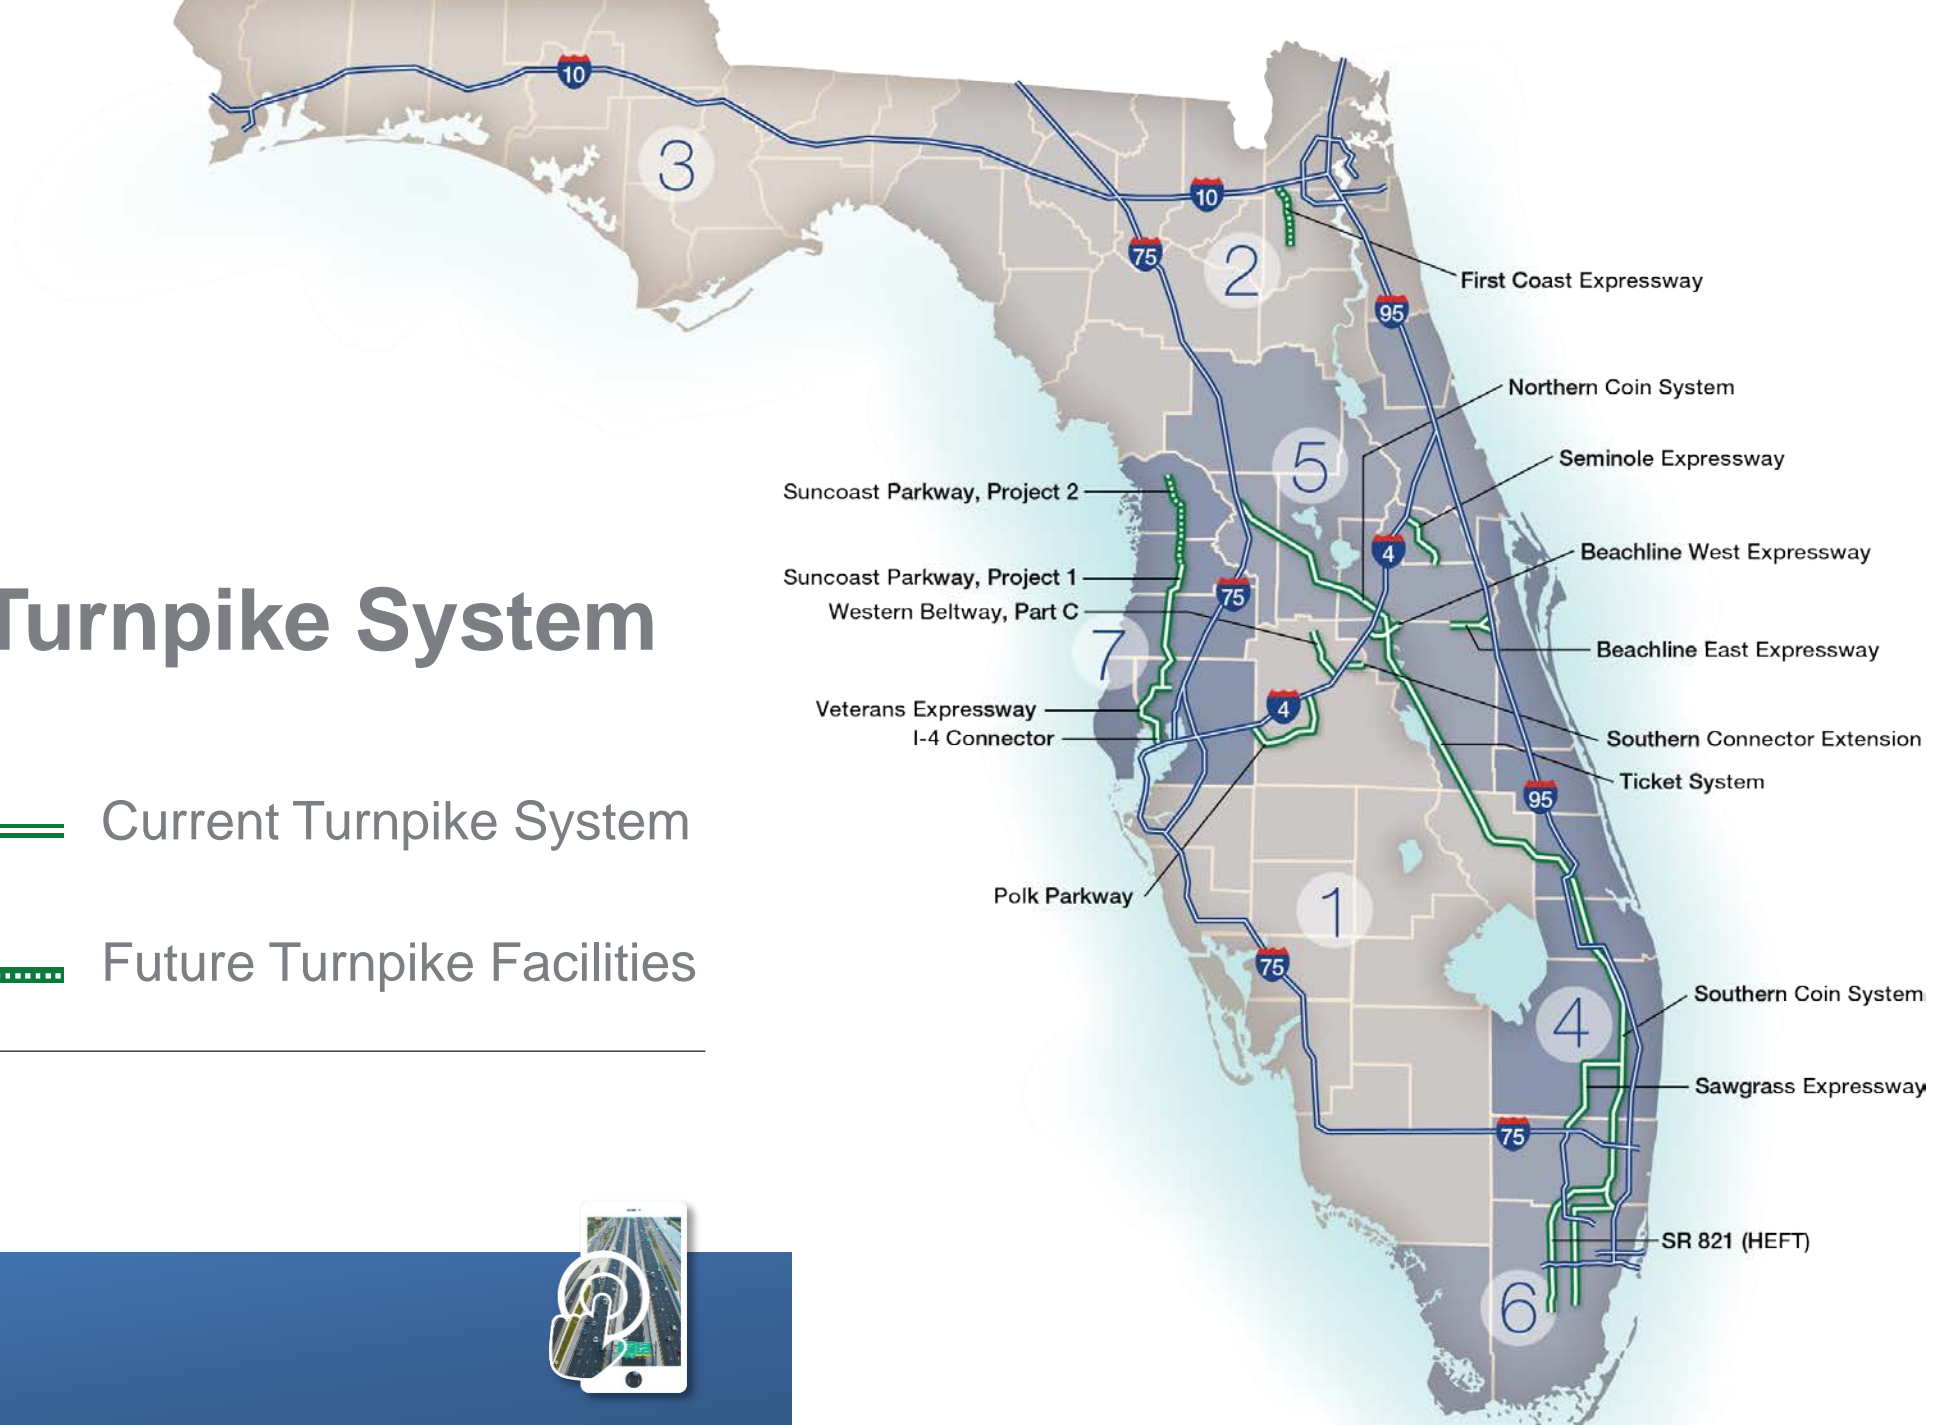 Turnpike System
Current Turnpike System
Future Turnpike Facilities
10
3
10
75
2
First Coast Expressway
95
Northern Coin System
5
Seminole Expressway
Suncoast Parkway, Project 2
4
Beachline West Expressway
Suncoast Parkway, Project 1
75
Western Beltway, Part C
7
Beachline East Expressway
Veterans Expressway
4
I-4 Connector
Southern Connector Extension
Ticket System
95
Polk Parkway
1
75
Southern Coin System
4
Sawgrass Expressway
75
SR 821 (HEFT)
6